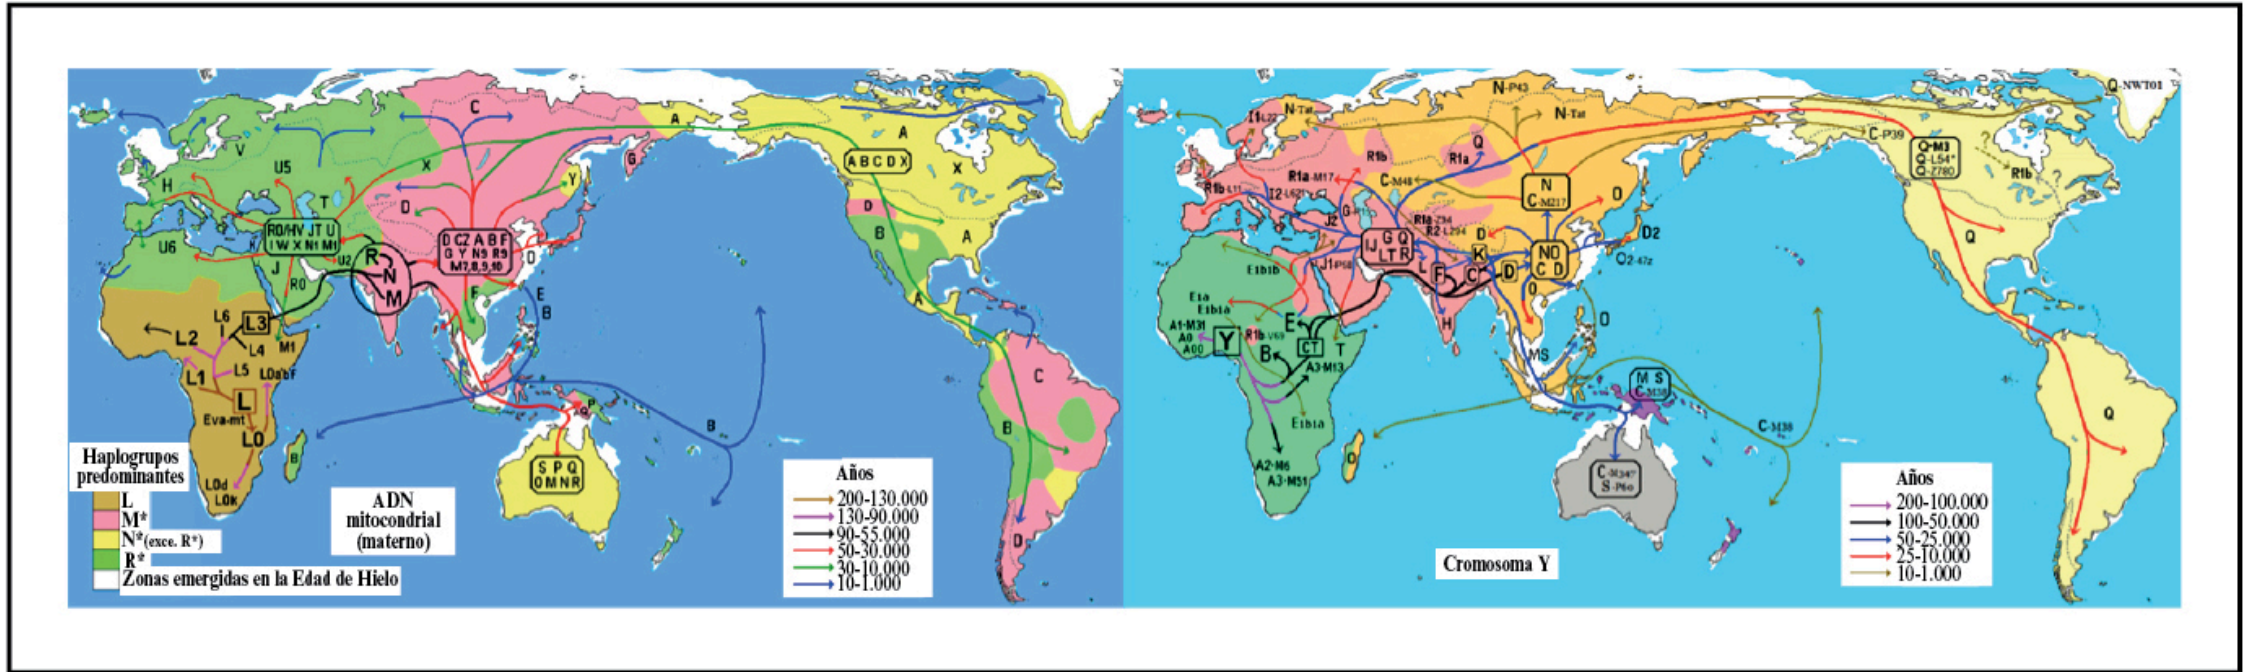 C
A
A
V
X
G
A B C D X
X
U5
H
Y
T
D
D
R0/HV JT U
I W X N1 M1
D CZ A B F
G Y N9 R9
M7,8,9,10
B
A
U6
R
U2
N
J
D
R0
M
F
E
A
B
L6
L3
L2
L4
M1
L5
L0abf
L1
C
L
P
Q
Eva-mt
B
B
L0
B
S P Q
O M N R
L0d
L0k
D
Haplogrupos
predominantes
L
M*
N*(exce. R*)
R*
Zonas emergidas en la Edad de Hielo
ADN
mitocondrial
(materno)
Años
200-130.000
130-90.000
90-55.000
50-30.000
30-10.000
10-1.000
N-P43
Q-NWT01
I1-L22
N-Tat
N-Tat
C-P39
?
Q
Q-M3
Q-L54*
Q-Z780
R1b
R1a
R1b
?
R1b-L11
R1a-M17
C-M48
N
C-M217
O
I2-L621
J2
R1a-Z94
R2-L294
D
D2
Q
IJ G Q
L T R
K
NO
C D
O2-47z
E1b1b
J1-P58
L
F
C
D
O
E1a
E1b1a
H
O
A1-M31
A0
A00
Y
R1b-V69
E
B
CT
T
MS
A3-M13
M S
C-M38
E1b1a
Q
C-M38
A2-M6
A3-M51
O
C-M347
S-P60
Cromosoma Y
Años
200-100.000
100-50.000
50-25.000
25-10.000
10-1.000